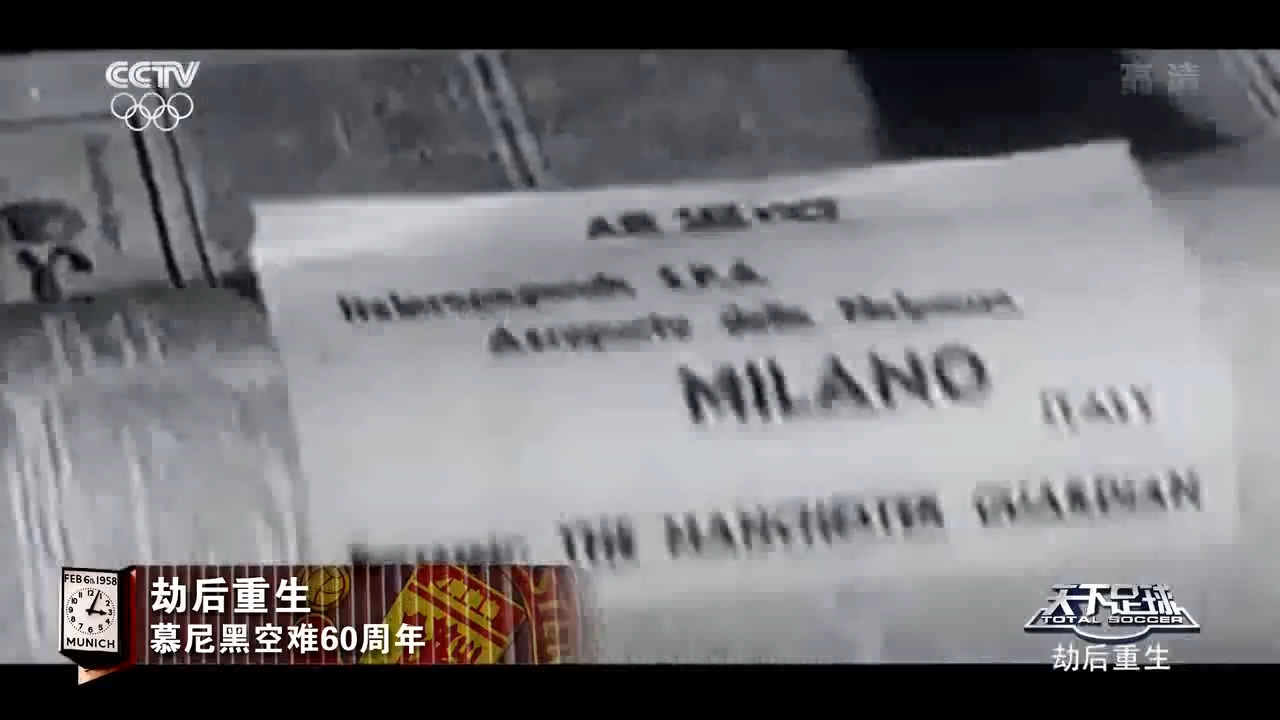 CCTV
高清
AIR SERVICE
S.P.A.
MILANO
ITALY
THE MANCHESTER GUARDIAN
FEB 6th 1958
MUNICH
劫后重生
慕尼黑空难60周年
天下足球
TOTAL SOCCER
劫后重生